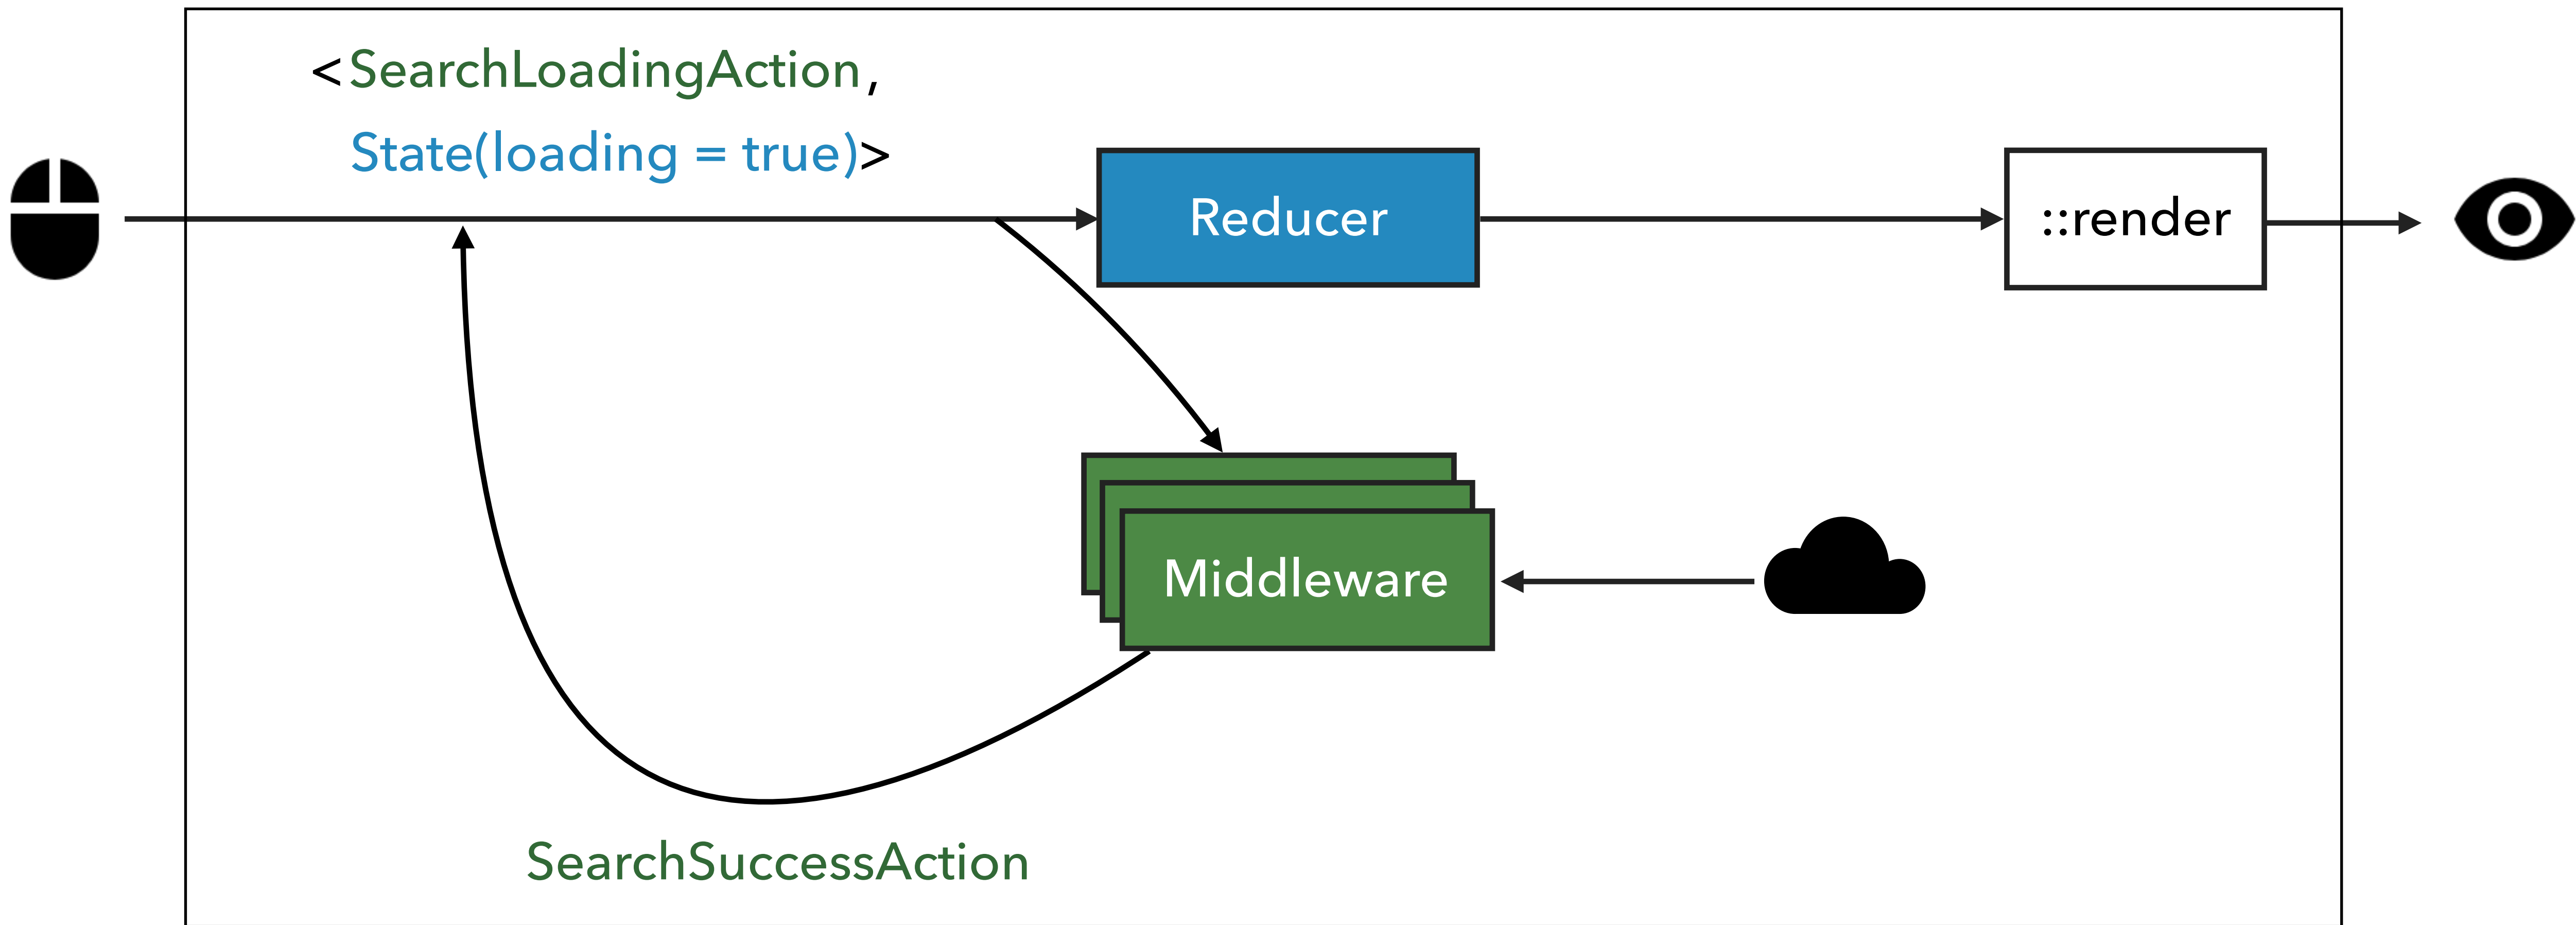 <SearchLoadingAction,
State(loading = true)>
Reducer
::render
Middleware
SearchSuccessAction